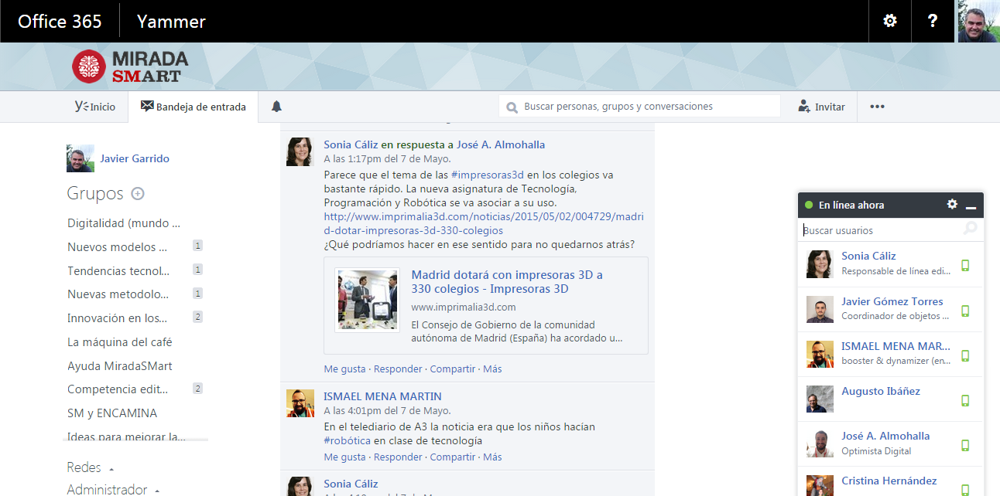 Office 365
Yammer
?
MIRADA
SMART
Inicio
Bandeja de entrada
Buscar personas, grupos y conversaciones
Invitar
Javier Garrido
Grupos
Digitalidad (mundo ...
Nuevos modelos ... 1
Tendencias tecnol... 1
Nuevas metodolo... 1
Innovación en los... 2
La máquina del café
Ayuda MiradaSMart
Competencia edit... 2
SM y ENCAMINA
Ideas para mejorar la...
Redes
Administrador
Sonia Cáliz en respuesta a José A. Almohalla
A las 1:17pm del 7 de Mayo.
Parece que el tema de las #impresoras3d en los colegios va
bastante rápido. La nueva asignatura de Tecnología,
Programación y Robótica se va asociar a su uso.
http://www.imprimalia3d.com/noticias/2015/05/02/004729/madri
d-dotar-impresoras-3d-330-colegios
¿Qué podríamos hacer en ese sentido para no quedarnos atrás?
Madrid dotará con impresoras 3D a
330 colegios - Impresoras 3D
www.imprimalia3d.com
El Consejo de Gobierno de la comunidad
autónoma de Madrid (España) ha acordado u...
Me gusta · Responder · Compartir · Más
ISMAEL MENA MARTIN
A las 4:01pm del 7 de Mayo.
En el telediario de A3 la noticia era que los niños hacían
#robótica en clase de tecnología
Me gusta · Responder · Compartir · Más
Sonia Cáliz
En línea ahora
Buscar usuarios
Sonia Cáliz
Responsable de línea edi...
Javier Gómez Torres
Coordinador de objetos ...
ISMAEL MENA MAR...
booster & dynamizer (en...
Augusto Ibáñez
José A. Almohalla
Optimista Digital
Cristina Hernández